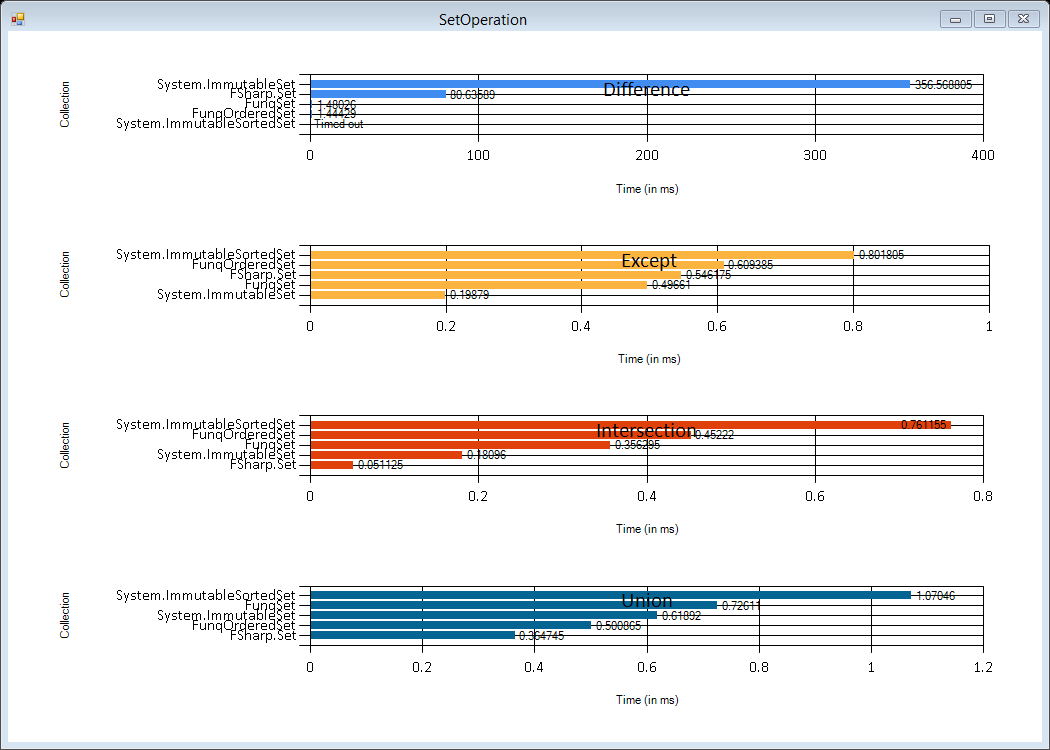 SetOperation
Difference
Collection
System.ImmutableSet 356.568805
FSharp.Set 80.63589
FunqSet 1.48026
FunqOrderedSet 1.44429
System.ImmutableSortedSet Timed out
0 100 200 300 400
Time (in ms)
Except
Collection
System.ImmutableSortedSet 0.801805
FunqOrderedSet 0.609385
FSharp.Set 0.546175
FunqSet 0.49661
System.ImmutableSet 0.19879
0 0.2 0.4 0.6 0.8 1
Time (in ms)
Intersection
Collection
System.ImmutableSortedSet 0.761155
FunqOrderedSet 0.45222
FunqSet 0.356295
System.ImmutableSet 0.18096
FSharp.Set 0.051125
0 0.2 0.4 0.6 0.8
Time (in ms)
Union
Collection
System.ImmutableSortedSet 1.07046
FunqSet 0.72611
System.ImmutableSet 0.61892
FunqOrderedSet 0.500865
FSharp.Set 0.364745
0 0.2 0.4 0.6 0.8 1 1.2
Time (in ms)